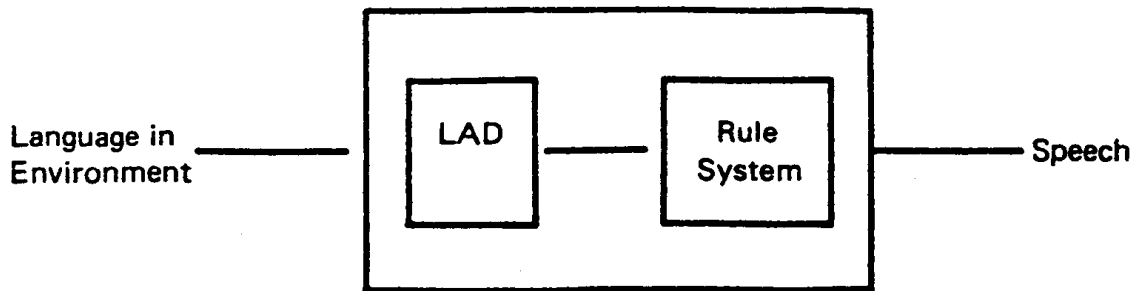 Language in
Environment
LAD
Rule
System
Speech